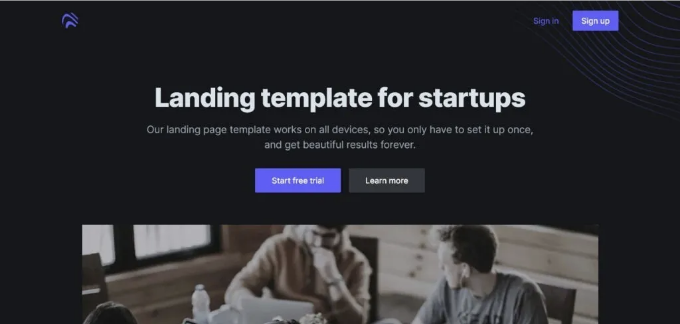 Sign in
Sign up
Landing template for startups
Our landing page template works on all devices, so you only have to set it up once,
and get beautiful results forever.
Start free trial
Learn more